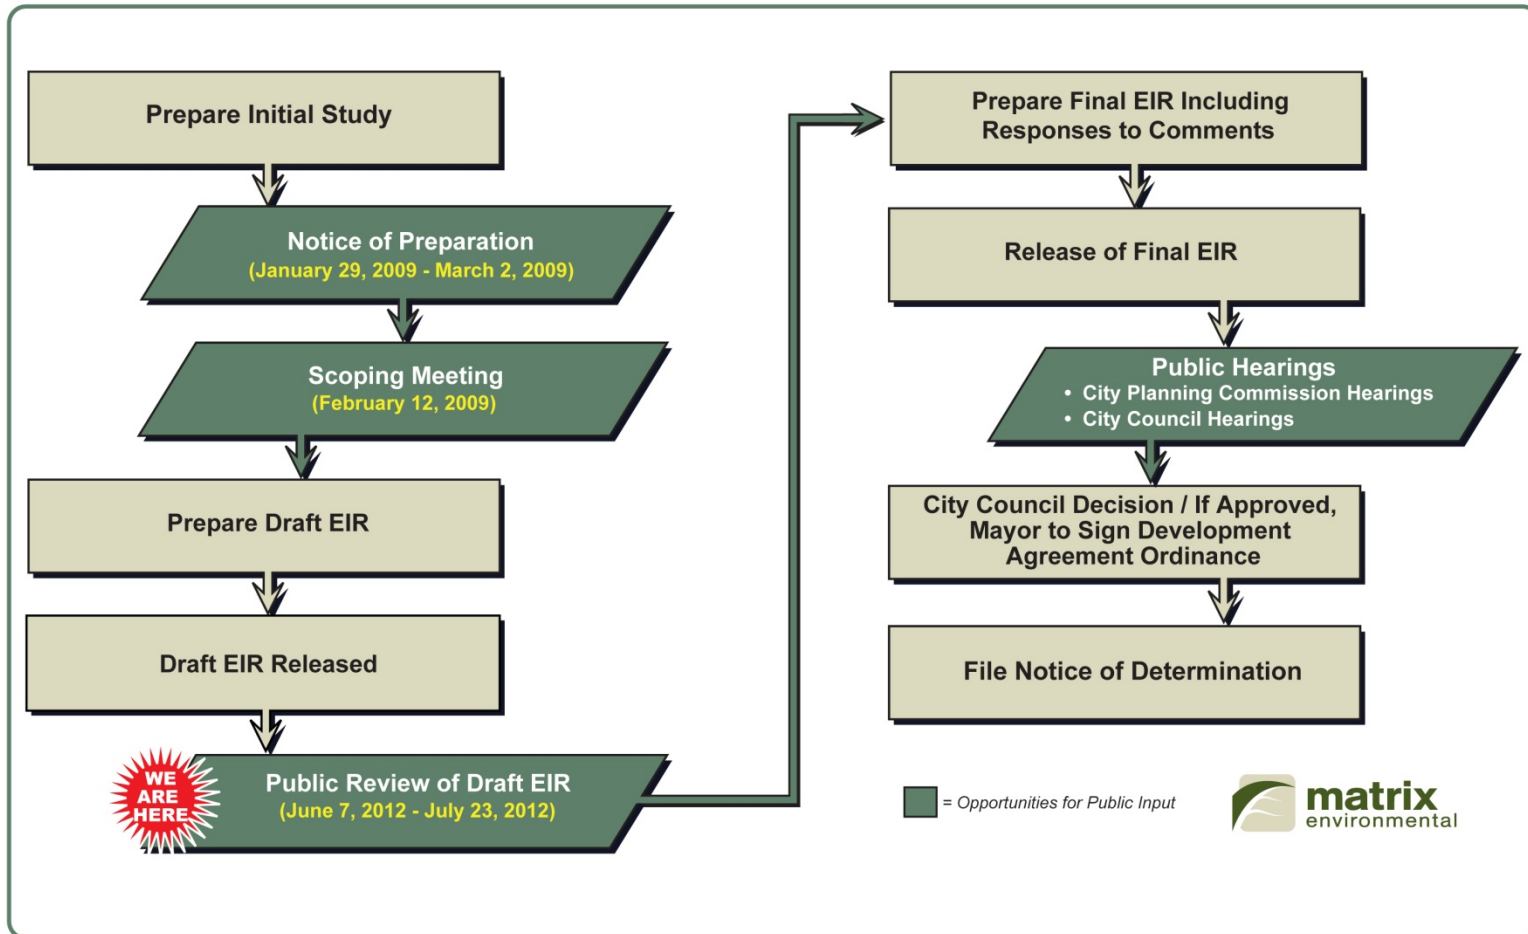 Prepare Initial Study
Notice of Preparation
(January 29, 2009 - March 2, 2009)
Scoping Meeting
(February 12, 2009)
Prepare Draft EIR
Draft EIR Released
WE
ARE
HERE
Public Review of Draft EIR
(June 7, 2012 - July 23, 2012)
Prepare Final EIR Including
Responses to Comments
Release of Final EIR
Public Hearings
• City Planning Commission Hearings
• City Council Hearings
City Council Decision / If Approved,
Mayor to Sign Development
Agreement Ordinance
File Notice of Determination
= Opportunities for Public Input
matrix
environmental